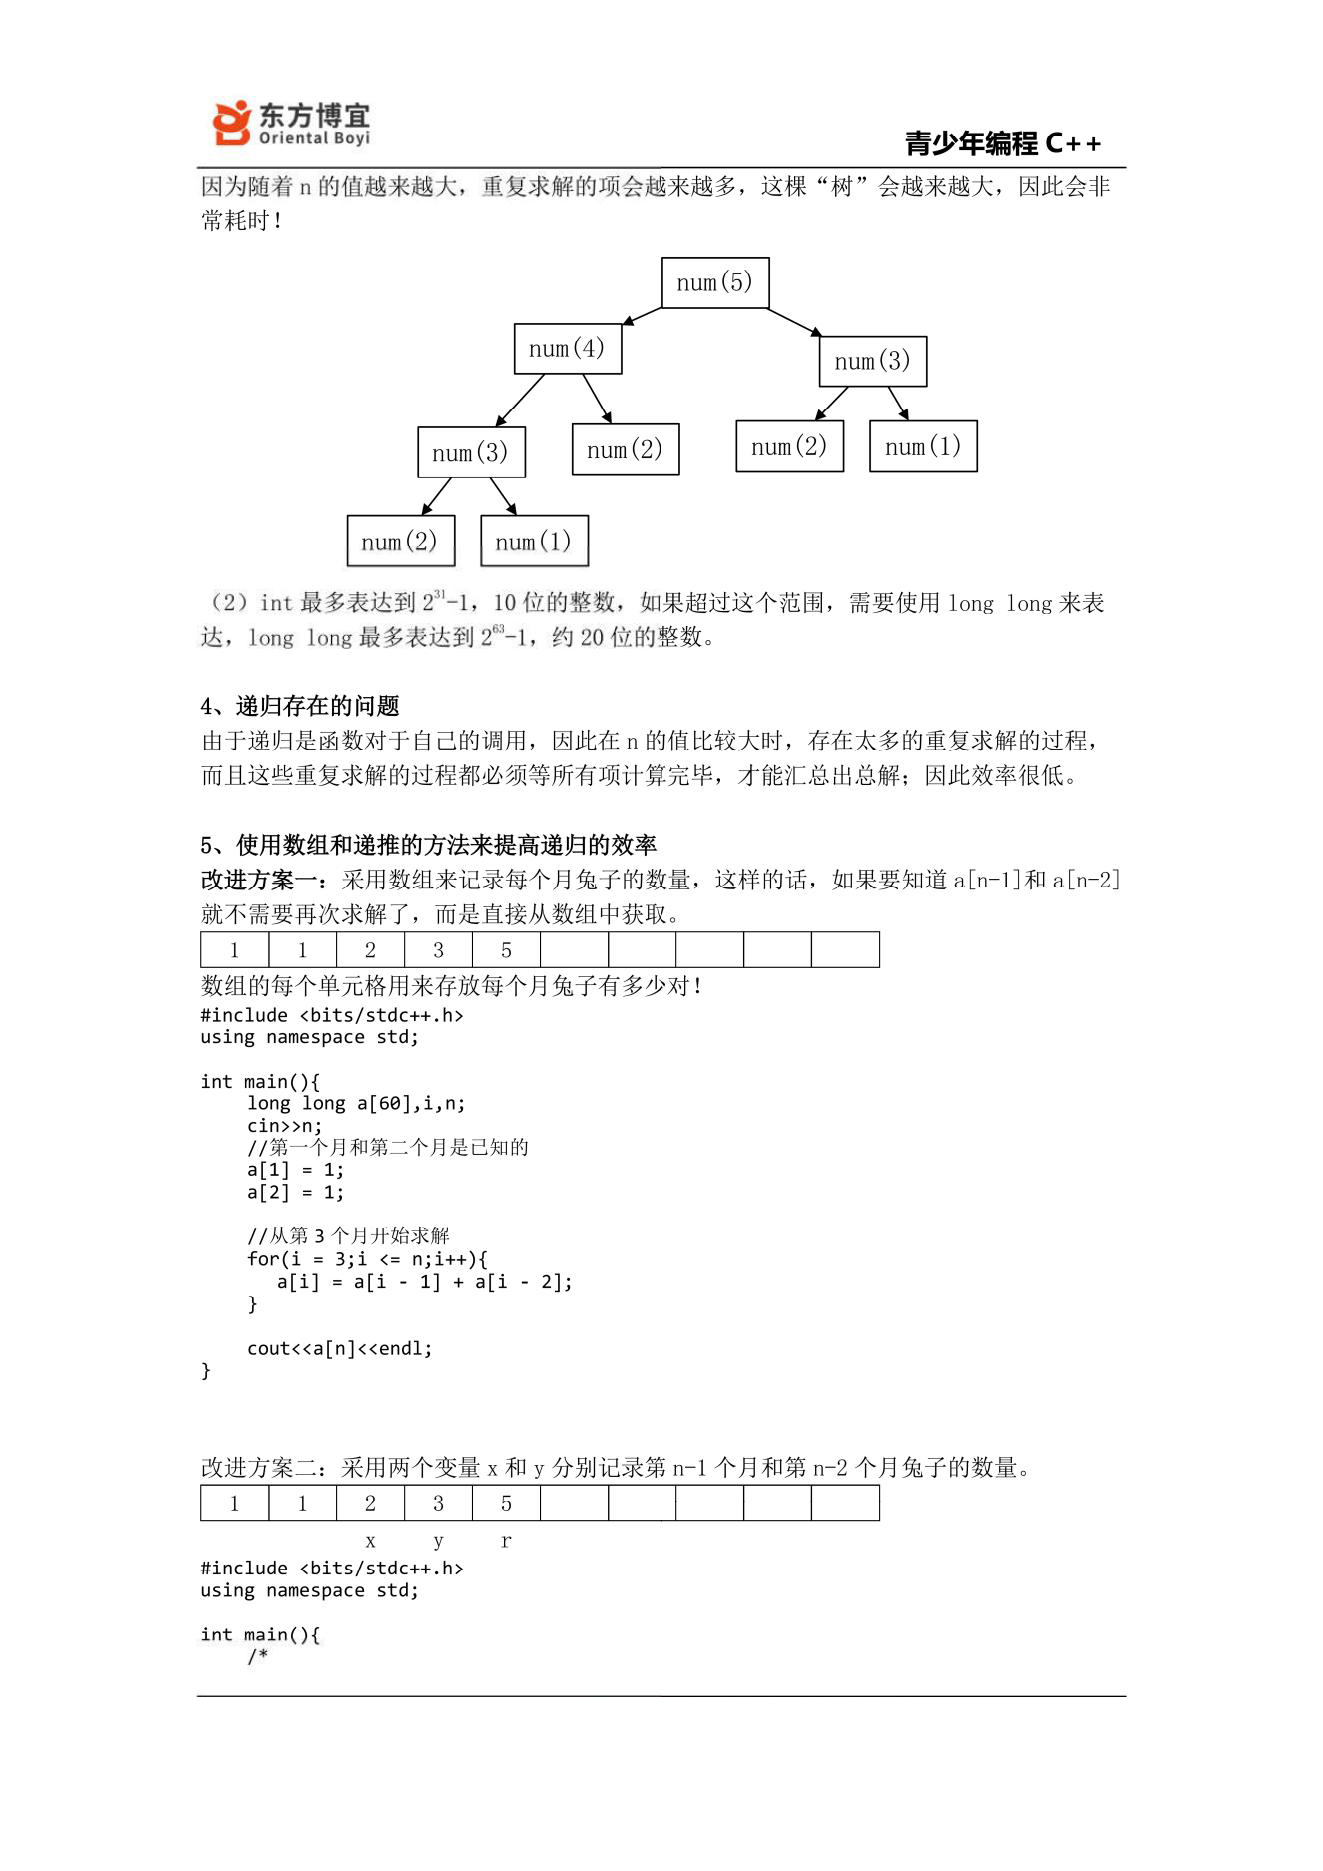 东方博宜
Oriental Boyi
青少年编程 C++
因为随着 n 的值越来越大，重复求解的项会越来越多，这棵“树”会越来越大，因此会非
常耗时！
num(5)
num(4)
num(3)
num(3)
num(2)
num(2)
num(1)
num(2)
num(1)
（2）int 最多表达到 2^31-1，10 位的整数，如果超过这个范围，需要使用 long long 来表
达，long long 最多表达到 2^63-1，约 20 位的整数。
4、递归存在的问题
由于递归是函数对于自己的调用，因此在 n 的值比较大时，存在太多的重复求解的过程，
而且这些重复求解的过程都必须等所有项计算完毕，才能汇总出总解；因此效率很低。
5、使用数组和递推的方法来提高递归的效率
改进方案一：采用数组来记录每个月兔子的数量，这样的话，如果要知道 a[n-1]和 a[n-2]
就不需要再次求解了，而是直接从数组中获取。
1 1 2 3 5
数组的每个单元格用来存放每个月兔子有多少对！
#include <bits/stdc++.h>
using namespace std;
int main(){
long long a[60],i,n;
cin>>n;
//第一个月和第二个月是已知的
a[1] = 1;
a[2] = 1;
//从第 3 个月开始求解
for(i = 3;i <= n;i++){
a[i] = a[i - 1] + a[i - 2];
}
cout<<a[n]<<endl;
}
改进方案二：采用两个变量 x 和 y 分别记录第 n-1 个月和第 n-2 个月兔子的数量。
1 1 2 3 5
x y r
#include <bits/stdc++.h>
using namespace std;
int main(){
/*